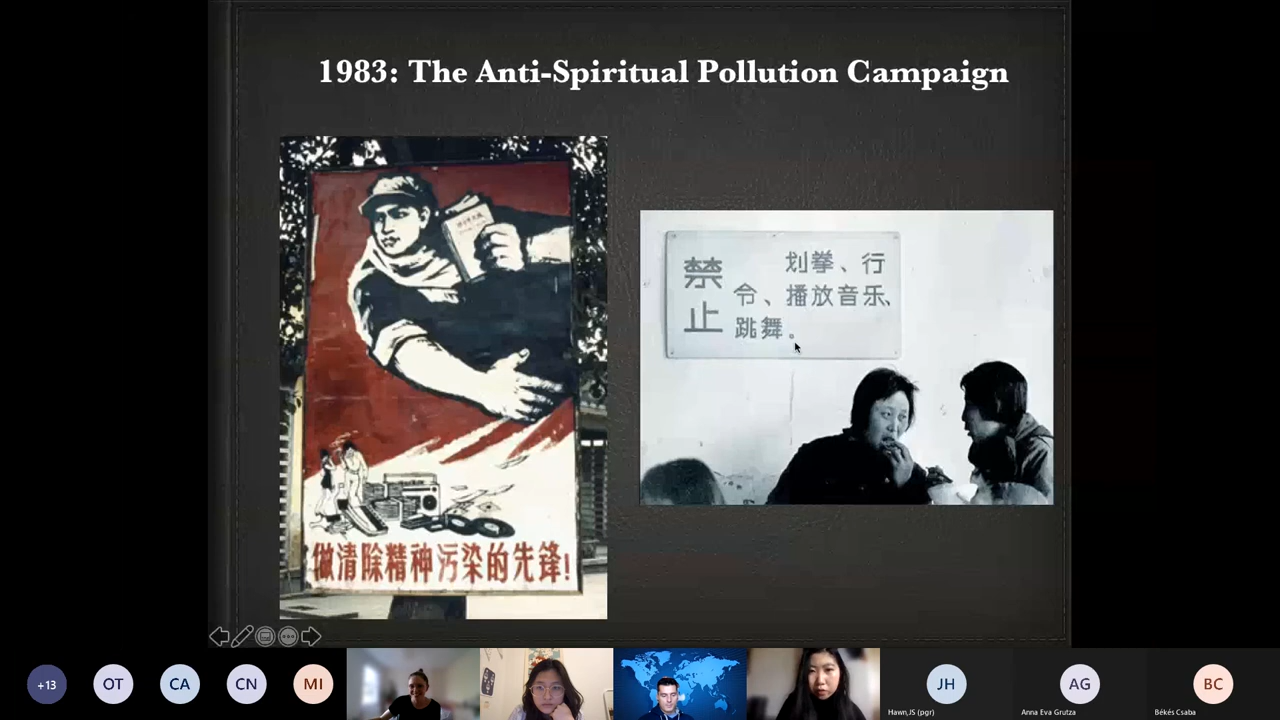 1983: The Anti-Spiritual Pollution Campaign
禁止
划拳、行
令、播放音乐、
跳舞。
做清除精神污染的先锋!
+13
OT
CA
CN
MI
JH
AG
BC
Hawn,JS (pgr)
Anna Eva Grutza
Békés Csaba